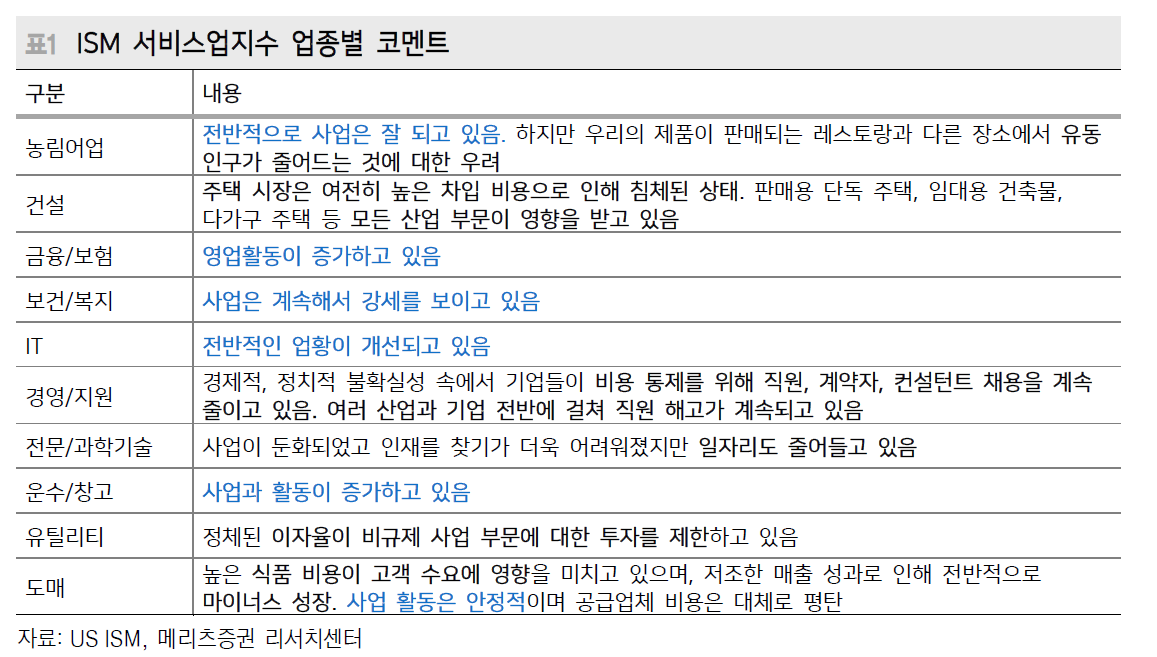 표1 ISM 서비스업지수 업종별 코멘트
구분 내용
농림어업 전반적으로 사업은 잘 되고 있음. 하지만 우리의 제품이 판매되는 레스토랑과 다른 장소에서 유동
인구가 줄어드는 것에 대한 우려
건설 주택 시장은 여전히 높은 차입 비용으로 인해 침체된 상태. 판매용 단독 주택, 임대용 건축물,
다가구 주택 등 모든 산업 부문이 영향을 받고 있음
금융/보험 영업활동이 증가하고 있음
보건/복지 사업은 계속해서 강세를 보이고 있음
IT 전반적인 업황이 개선되고 있음
경영/지원 경제적, 정치적 불확실성 속에서 기업들이 비용 통제를 위해 직원, 계약자, 컨설턴트 채용을 계속
줄이고 있음. 여러 산업과 기업 전반에 걸쳐 직원 해고가 계속되고 있음
전문/과학기술 사업이 둔화되었고 인재를 찾기가 더욱 어려워졌지만 일자리도 줄어들고 있음
운수/창고 사업과 활동이 증가하고 있음
유틸리티 정체된 이자율이 비규제 사업 부문에 대한 투자를 제한하고 있음
도매 높은 식품 비용이 고객 수요에 영향을 미치고 있으며, 저조한 매출 성과로 인해 전반적으로
마이너스 성장. 사업 활동은 안정적이며 공급업체 비용은 대체로 평탄
자료: US ISM, 메리츠증권 리서치센터